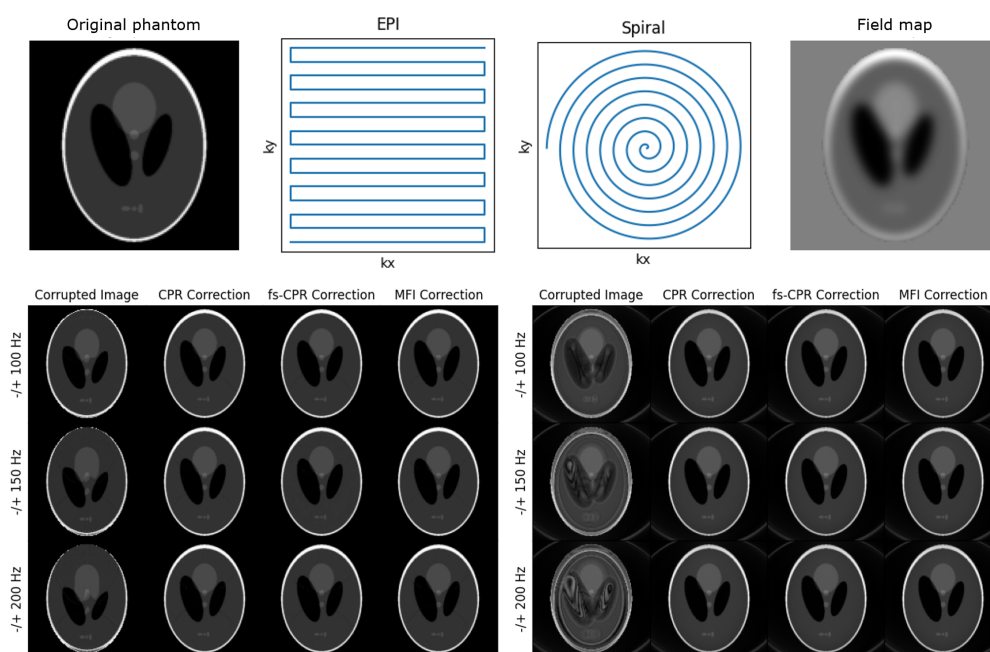 Original phantom
EPI
Spiral
Field map
ky
kx
ky
kx
Corrupted Image CPR Correction fs-CPR Correction MFI Correction
Corrupted Image CPR Correction fs-CPR Correction MFI Correction
-/+ 100 Hz
-/+ 100 Hz
-/+ 150 Hz
-/+ 150 Hz
-/+ 200 Hz
-/+ 200 Hz